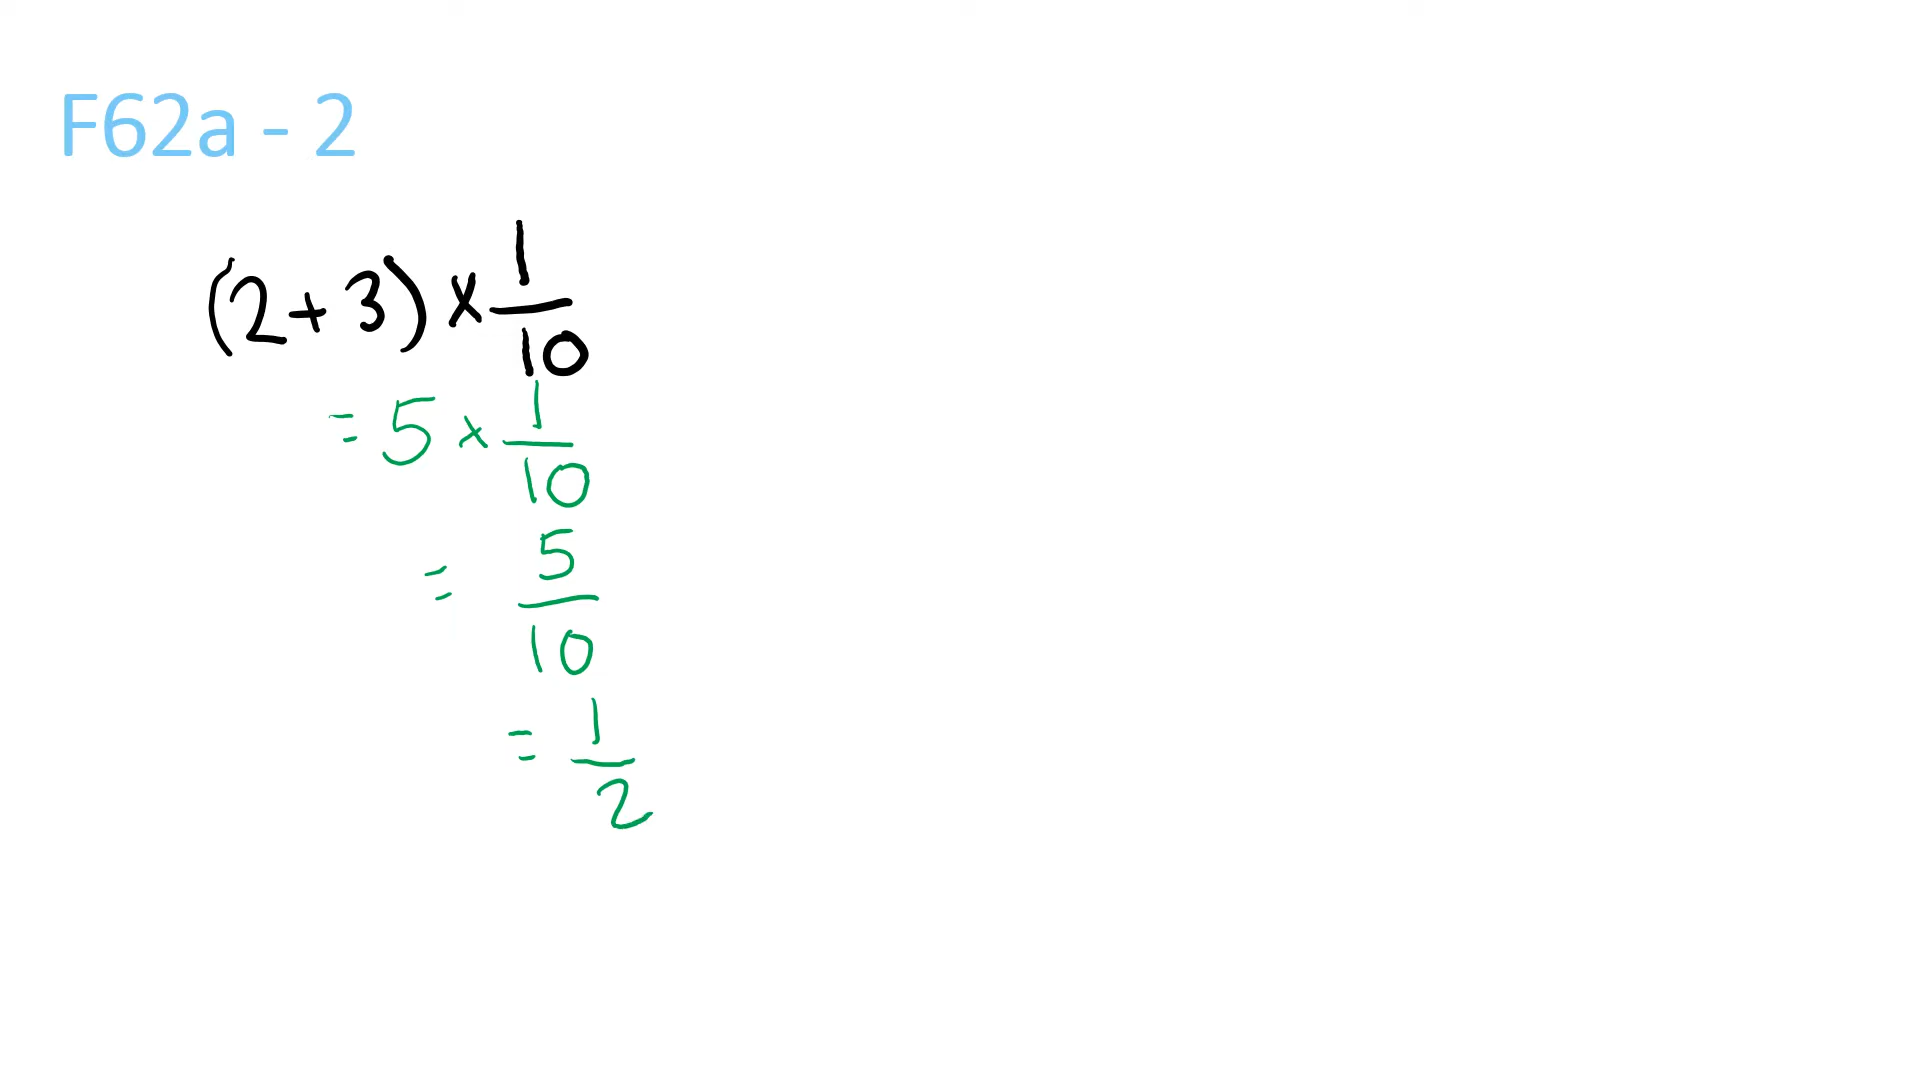 F62a - 2
(2+3) × 1/10
= 5 × 1/10
= 5/10
= 1/2